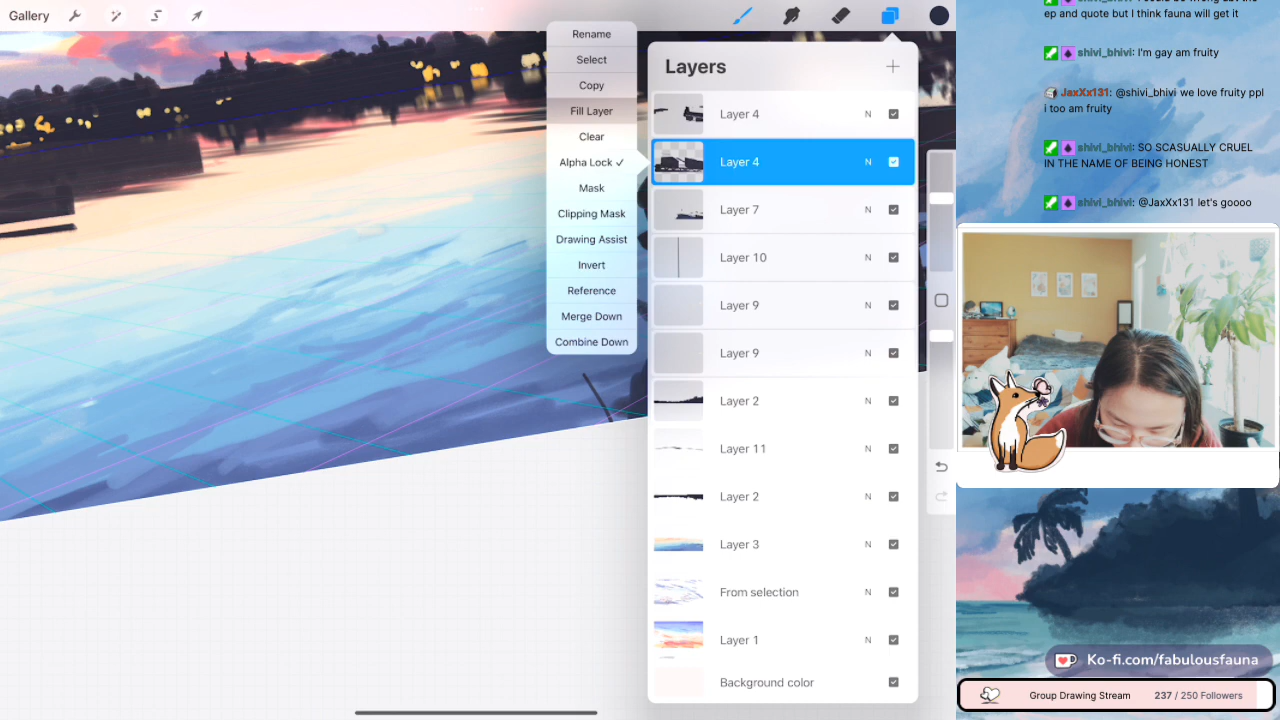 Gallery
Rename
Select
Copy
Fill Layer
Clear
Alpha Lock ✓
Mask
Clipping Mask
Drawing Assist
Invert
Reference
Merge Down
Combine Down
Layers
Layer 4 N
Layer 4 N
Layer 7 N
Layer 10 N
Layer 9 N
Layer 9 N
Layer 2 N
Layer 11 N
Layer 2 N
Layer 3 N
From selection N
Layer 1 N
Background color
ep and quote but I think fauna will get it
shivi_bhivi: I'm gay am fruity
JaxXx131: @shivi_bhivi we love fruity ppl
i too am fruity
shivi_bhivi: SO SCASUALLY CRUEL
IN THE NAME OF BEING HONEST
shivi_bhivi: @JaxXx131 let's goooo
Ko-fi.com/fabulousfauna
Group Drawing Stream 237 / 250 Followers